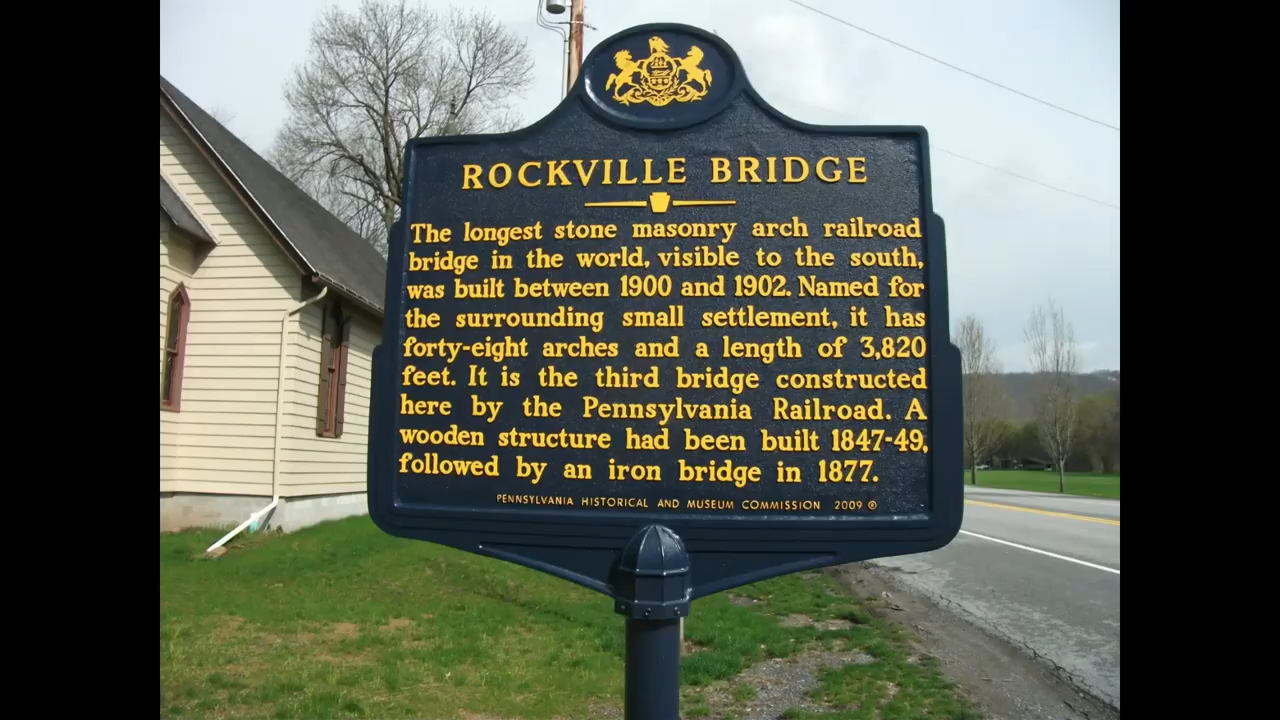 ROCKVILLE BRIDGE
The longest stone masonry arch railroad
bridge in the world, visible to the south,
was built between 1900 and 1902. Named for
the surrounding small settlement, it has
forty-eight arches and a length of 3,820
feet. It is the third bridge constructed
here by the Pennsylvania Railroad. A
wooden structure had been built 1847-49,
followed by an iron bridge in 1877.
PENNSYLVANIA HISTORICAL AND MUSEUM COMMISSION 2009 ®